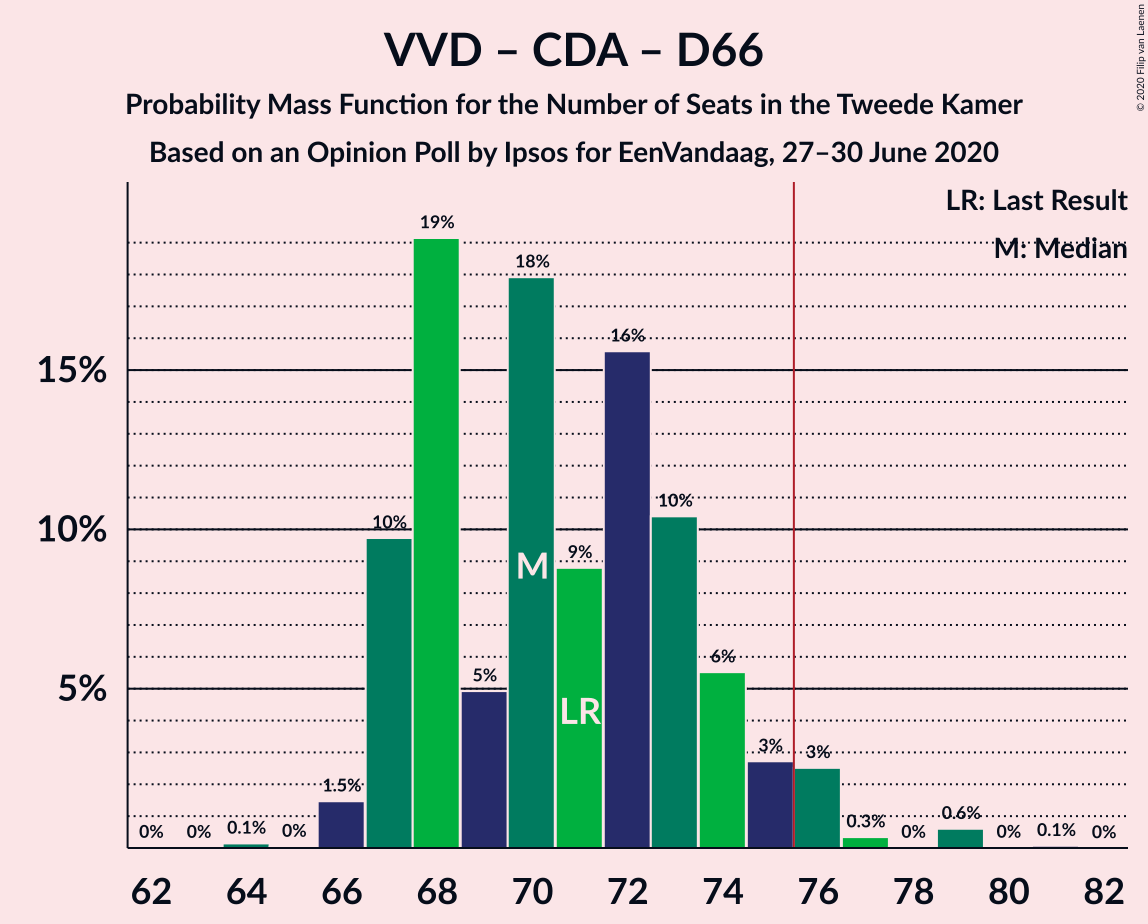 VVD – CDA – D66
Probability Mass Function for the Number of Seats in the Tweede Kamer
Based on an Opinion Poll by Ipsos for EenVandaag, 27–30 June 2020
© 2020 Filip van Laenen
LR: Last Result
M: Median
15%
10%
5%
0%
0%
0.1%
0%
1.5%
10%
19%
5%
18%
9%
16%
10%
6%
3%
3%
0.3%
0%
0.6%
0%
0.1%
0%
M
LR
62 64 66 68 70 72 74 76 78 80 82